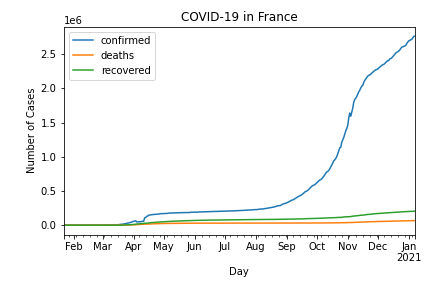 COVID-19 in France
1e6
confirmed
deaths
recovered
Number of Cases
2.5
2.0
1.5
1.0
0.5
0.0
Feb Mar Apr May Jun Jul Aug Sep Oct Nov Dec Jan
2021
Day